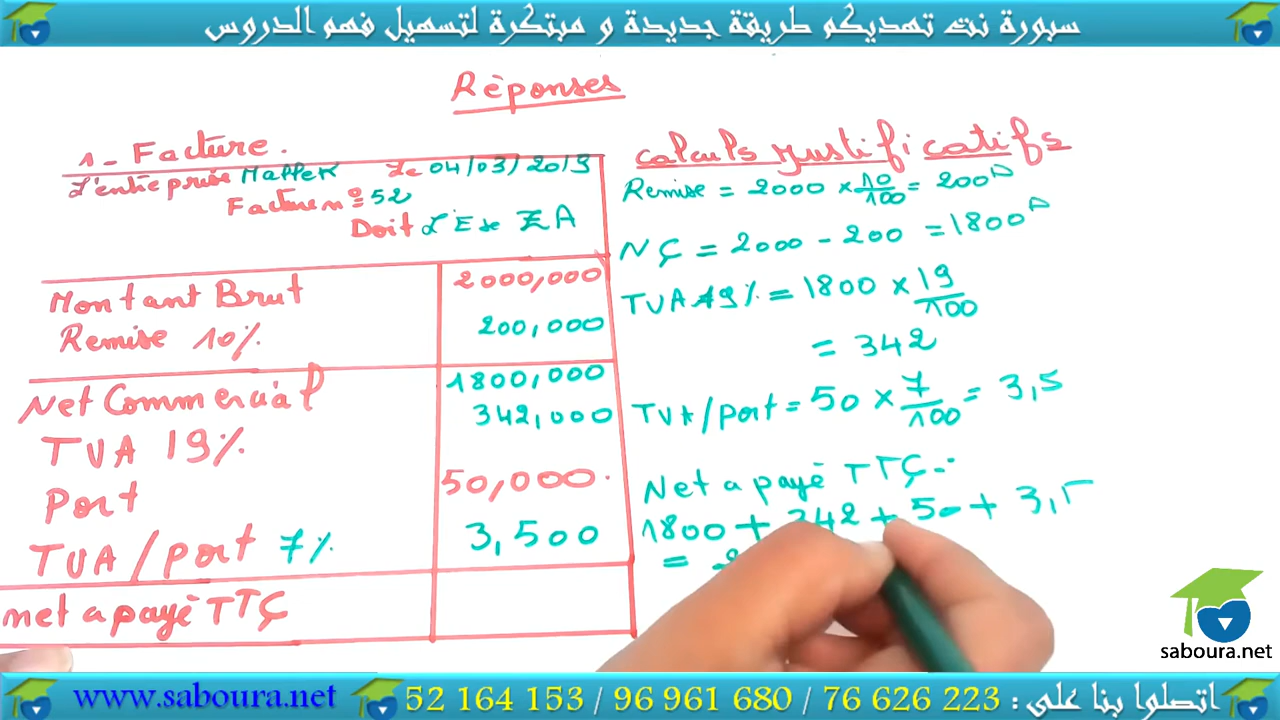 سبورة نت تهديكم طريقة جديدة و مبتكرة لتسهيل فهم الدروس
Réponses
1 - Facture.
L'entreprise Le 04/03/2019
Facture n° 52
Doit L'Ese ZA
Montant Brut 2000,000
Remise 10% 200,000
Net Commercial 1800,000
TVA 19% 342,000
Port 50,000
TVA/port 7% 3,500
net a payé TTC
calculs justificatifs
Remise = 2000 × 10/100 = 200D
NC = 2000 - 200 = 1800D
TVA 19% = 1800 × 19/100
= 342
TVA/port = 50 × 7/100 = 3,5
Net a payé TTC =
1800 + 342 + 50 + 3,5
= 2
saboura.net
www.saboura.net 52 164 153 / 96 961 680 / 76 626 223 : اتصلوا بنا على